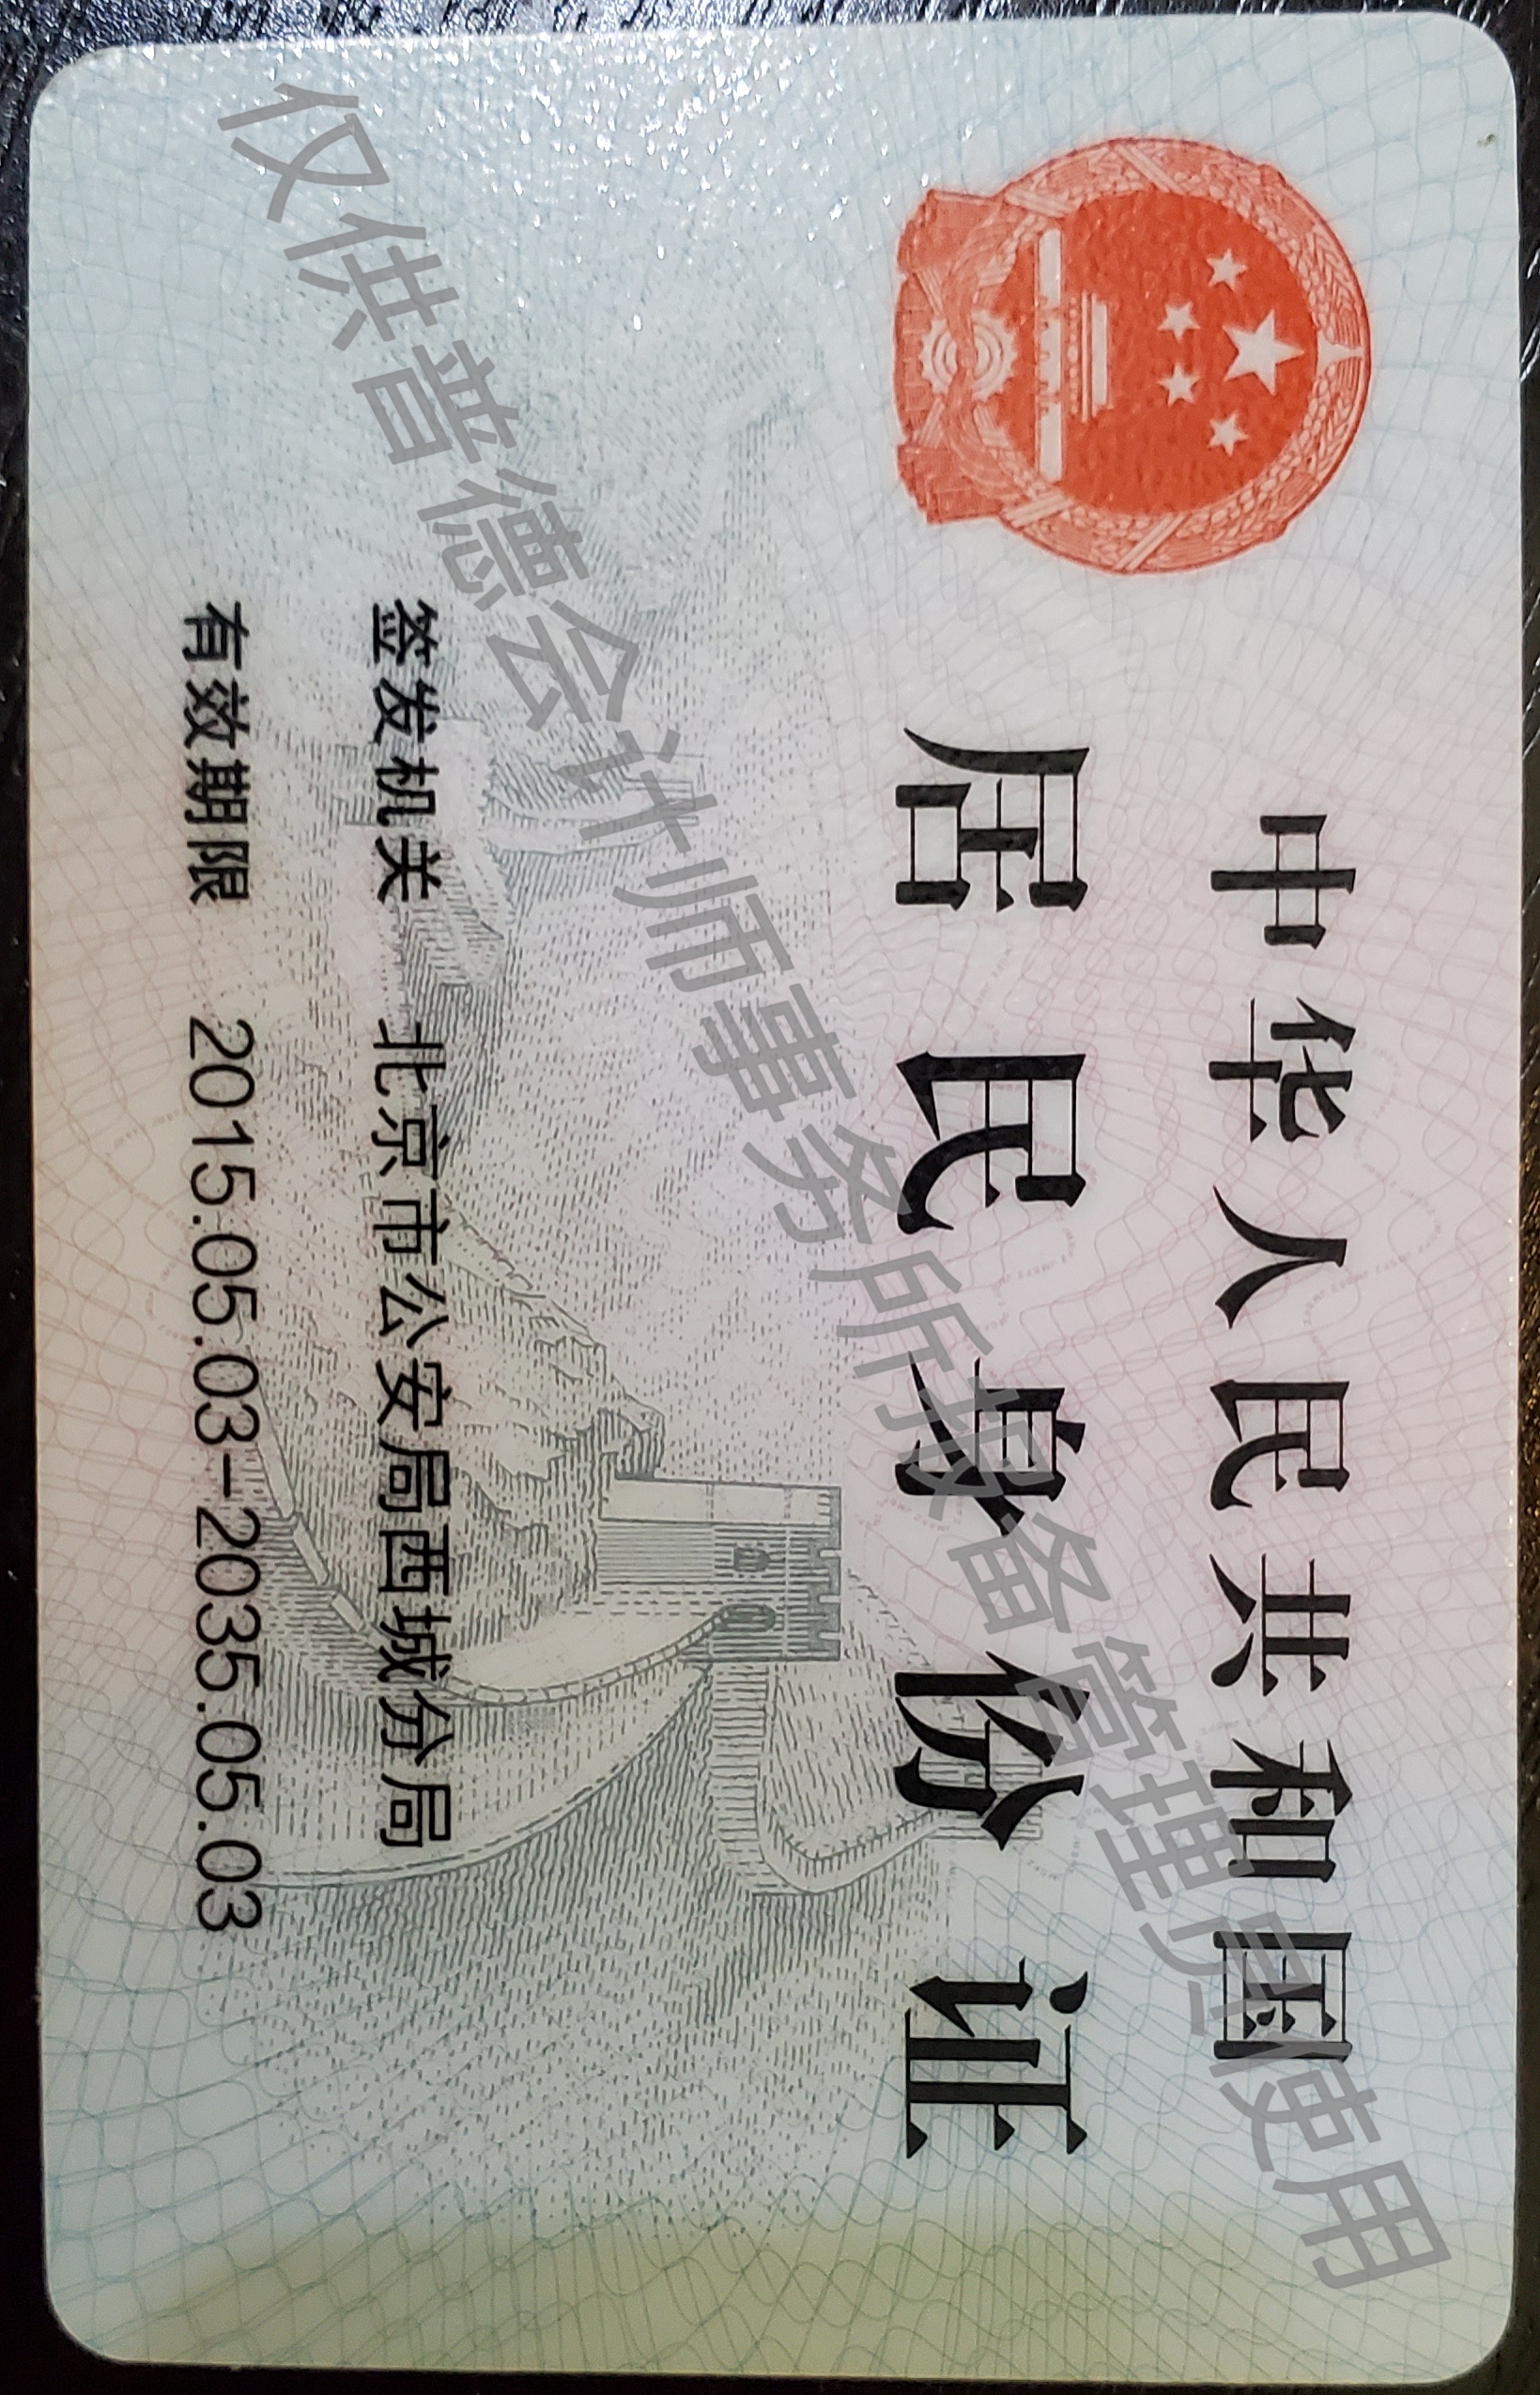 中华人民共和国
居民身份证
签发机关 北京市公安局西城分局
有效期限 2015.05.03-2035.05.03
仅供普德会计师事务所报备管理员使用